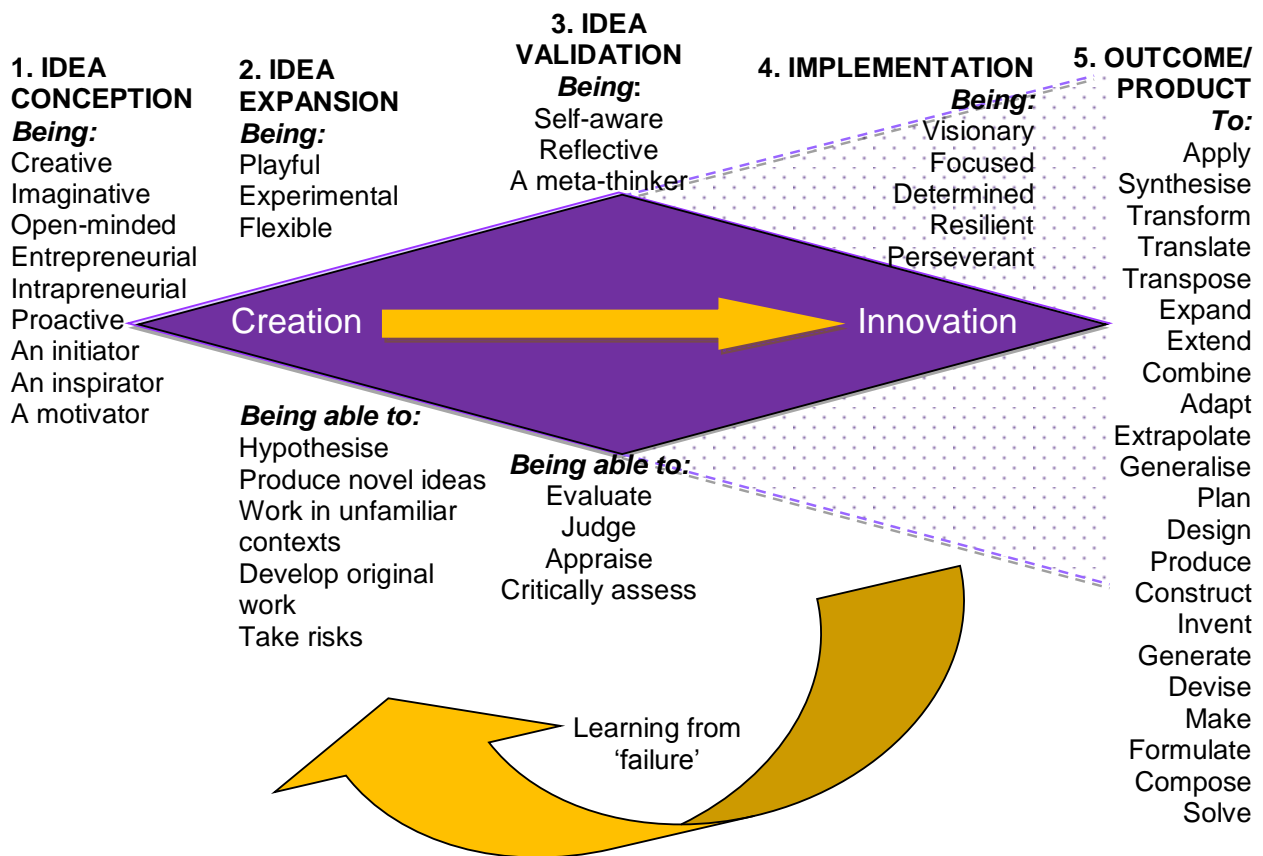 1. IDEA
CONCEPTION
Being:
Creative
Imaginative
Open-minded
Entrepreneurial
Intrapreneurial
Proactive
An initiator
An inspirator
A motivator
2. IDEA
EXPANSION
Being:
Playful
Experimental
Flexible
Being able to:
Hypothesise
Produce novel ideas
Work in unfamiliar
contexts
Develop original
work
Take risks
3. IDEA
VALIDATION
Being:
Self-aware
Reflective
A meta-thinker
Being able to:
Evaluate
Judge
Appraise
Critically assess
4. IMPLEMENTATION
Being:
Visionary
Focused
Determined
Resilient
Perseverant
5. OUTCOME/
PRODUCT
To:
Apply
Synthesise
Transform
Translate
Transpose
Expand
Extend
Combine
Adapt
Extrapolate
Generalise
Plan
Design
Produce
Construct
Invent
Generate
Devise
Make
Formulate
Compose
Solve
Creation
Innovation
Learning from
‘failure’